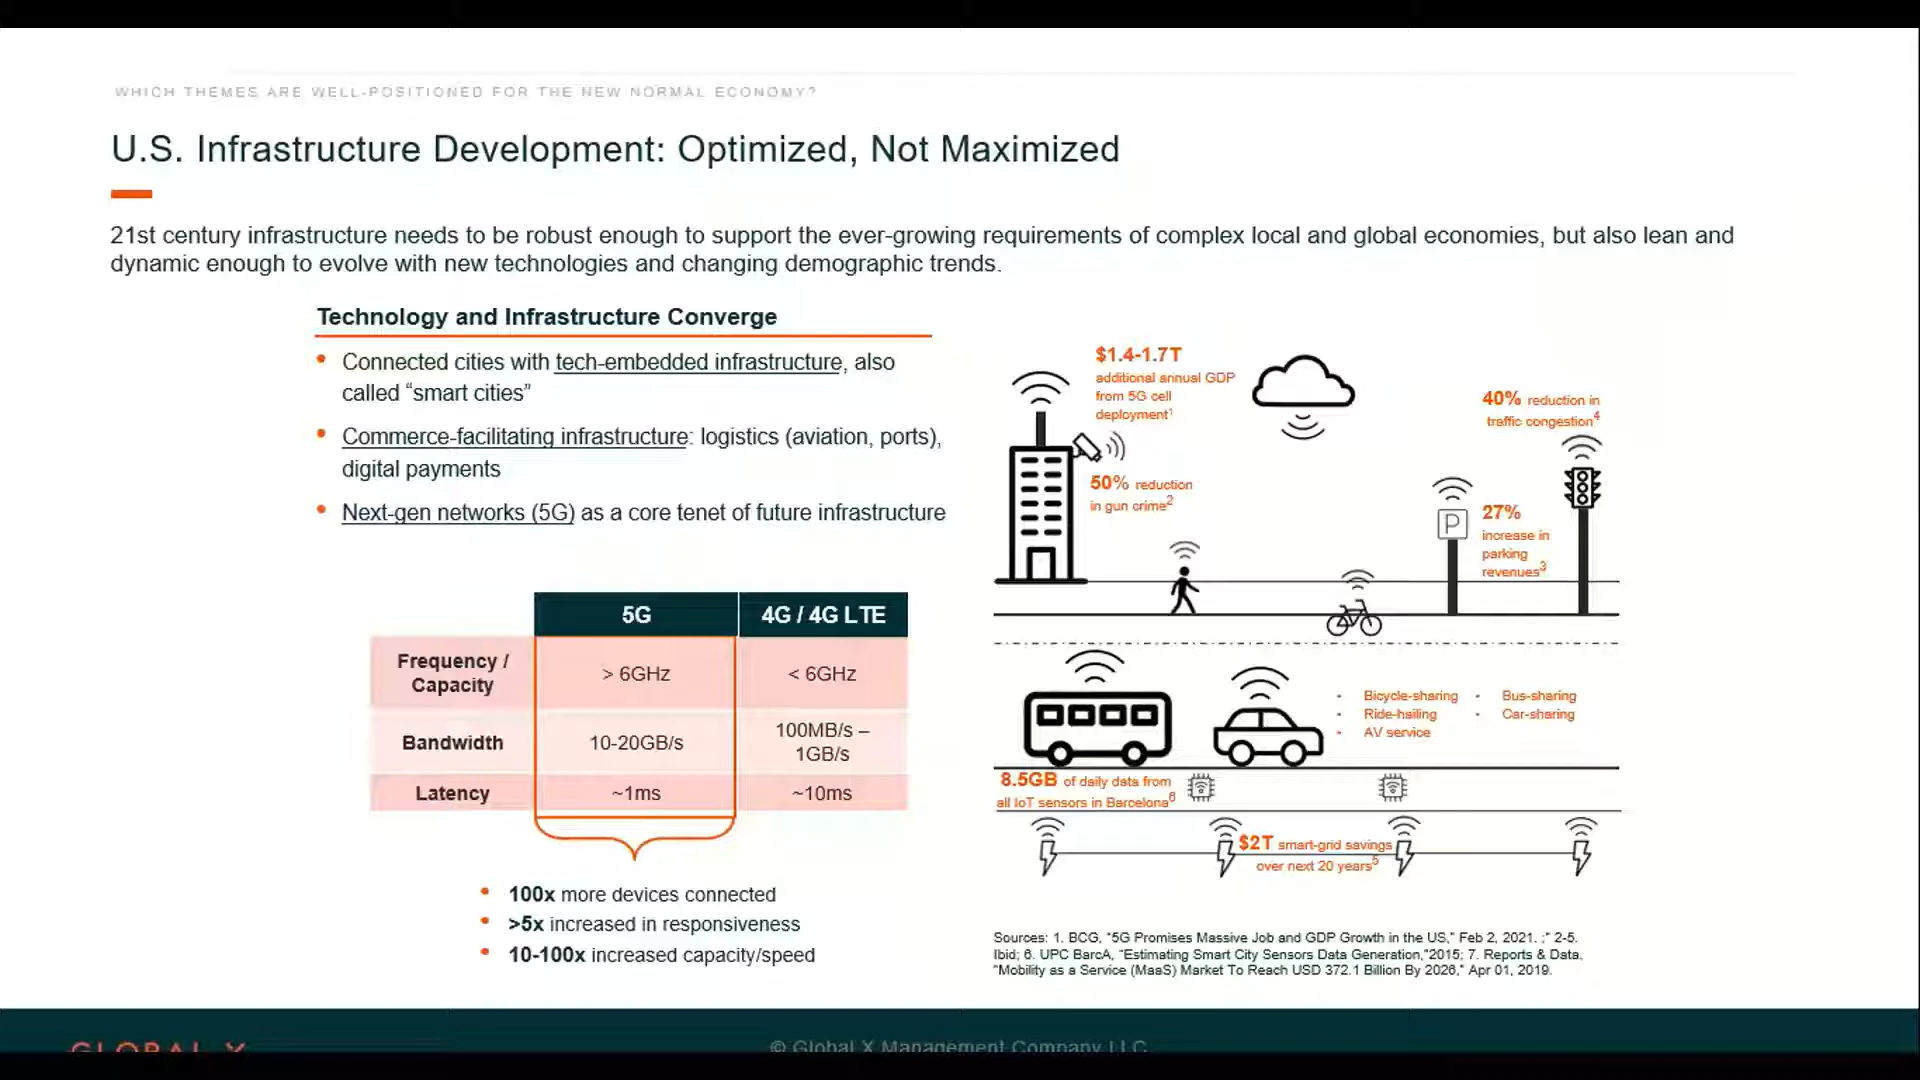 WHICH THEMES ARE WELL-POSITIONED FOR THE NEW NORMAL ECONOMY?
U.S. Infrastructure Development: Optimized, Not Maximized
21st century infrastructure needs to be robust enough to support the ever-growing requirements of complex local and global economies, but also lean and
dynamic enough to evolve with new technologies and changing demographic trends.
Technology and Infrastructure Converge
• Connected cities with tech-embedded infrastructure, also
called “smart cities”
• Commerce-facilitating infrastructure: logistics (aviation, ports),
digital payments
• Next-gen networks (5G) as a core tenet of future infrastructure
5G 4G / 4G LTE
Frequency /
Capacity
> 6GHz < 6GHz
Bandwidth 10-20GB/s
100MB/s –
1GB/s
Latency ~1ms ~10ms
• 100x more devices connected
• >5x increased in responsiveness
• 10-100x increased capacity/speed
$1.4-1.7T
additional annual GDP
from 5G cell
deployment1
50% reduction
in gun crime2
40% reduction in
traffic congestion4
P
27%
increase in
parking
revenues3
• Bicycle-sharing • Bus-sharing
• Ride-hailing • Car-sharing
• AV service
8.5GB of daily data from
all IoT sensors in Barcelona6
$2T smart-grid savings
over next 20 years5
Sources: 1. BCG, “5G Promises Massive Job and GDP Growth in the US,” Feb 2, 2021. ;” 2-5.
Ibid; 6. UPC BarcA, “Estimating Smart City Sensors Data Generation,”2015; 7. Reports & Data,
“Mobility as a Service (MaaS) Market To Reach USD 372.1 Billion By 2026,” Apr 01, 2019.
GLOBAL X
© Global X Management Company LLC